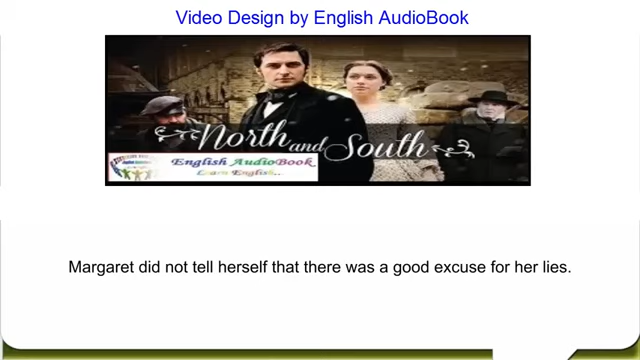 Video Design by English AudioBook
North and South
English AudioBook
Learn English...
Margaret did not tell herself that there was a good excuse for her lies.